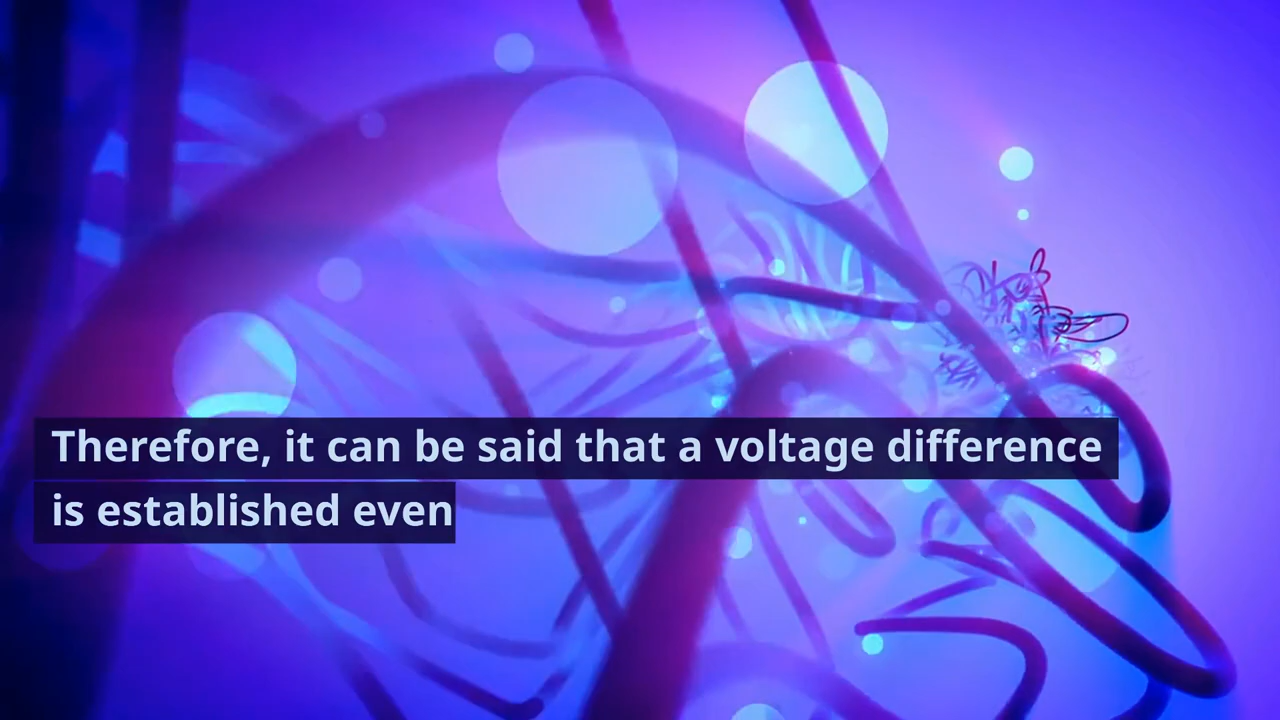 Therefore, it can be said that a voltage difference
is established even